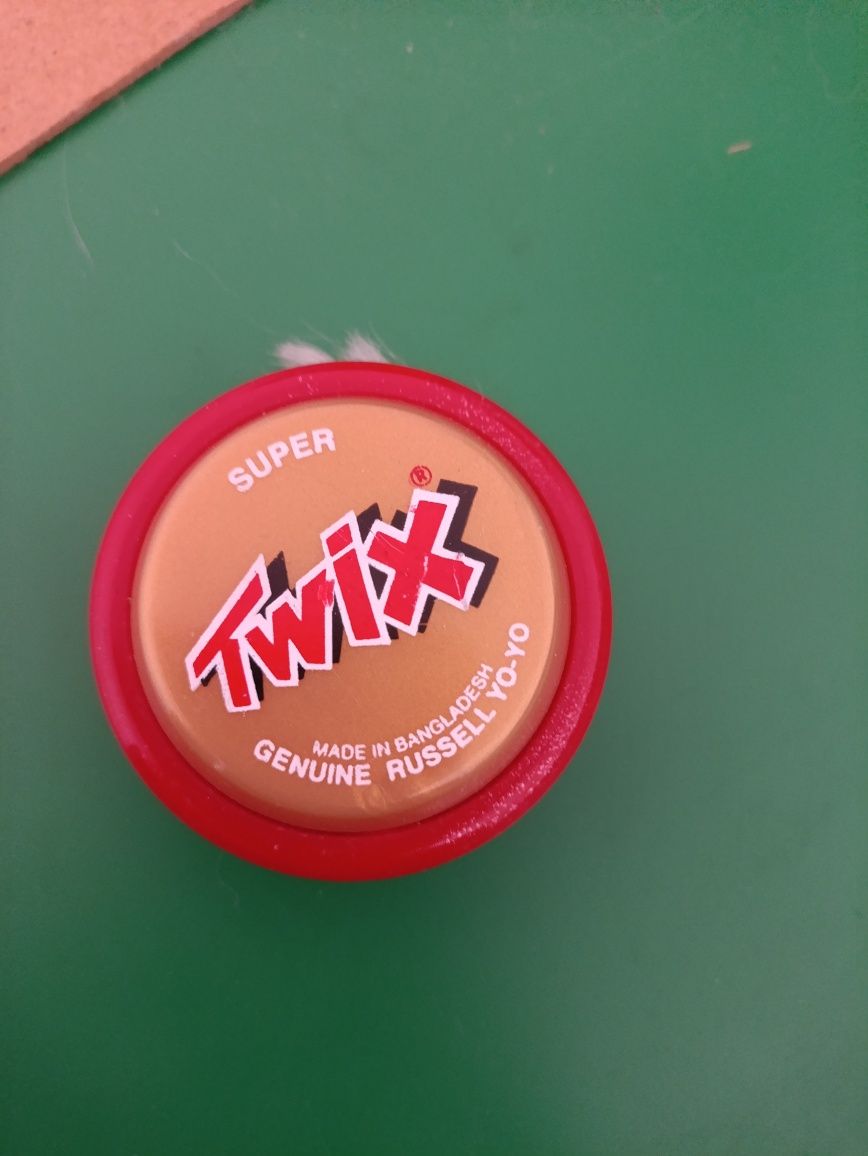 SUPER
Twix®
MADE IN BANGLADESH
GENUINE RUSSELL YO-YO